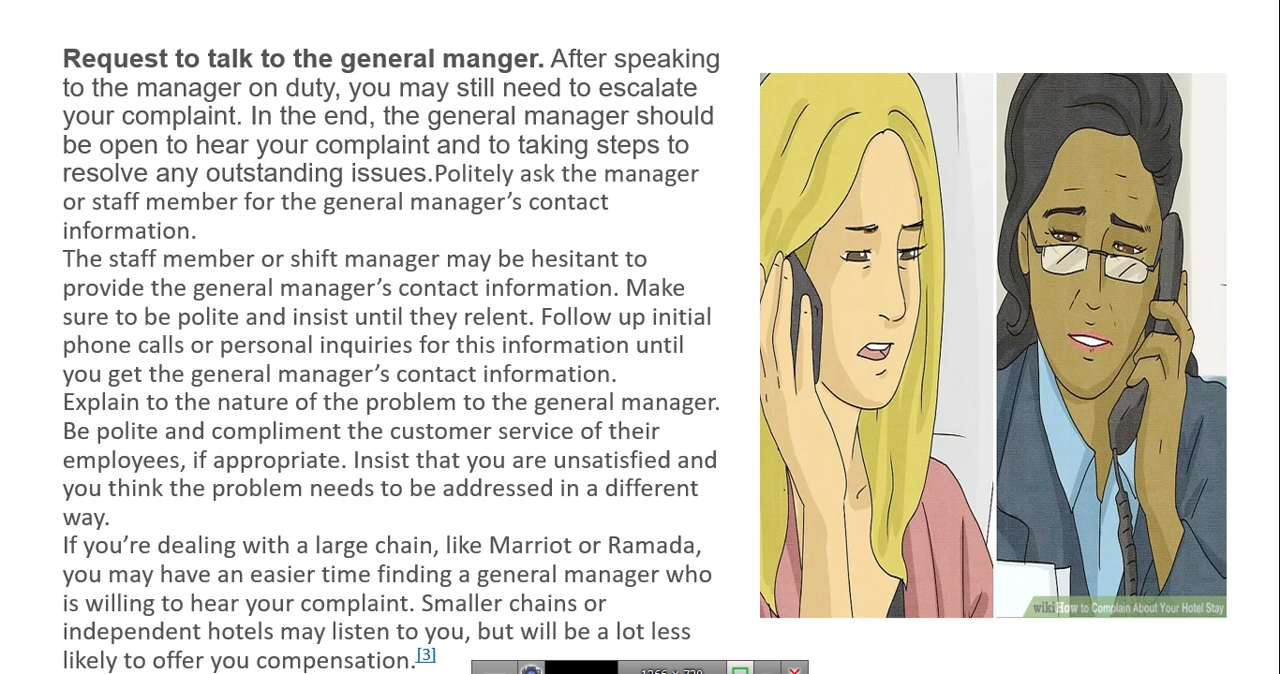 Request to talk to the general manger. After speaking
to the manager on duty, you may still need to escalate
your complaint. In the end, the general manager should
be open to hear your complaint and to taking steps to
resolve any outstanding issues.Politely ask the manager
or staff member for the general manager’s contact
information.
The staff member or shift manager may be hesitant to
provide the general manager’s contact information. Make
sure to be polite and insist until they relent. Follow up initial
phone calls or personal inquiries for this information until
you get the general manager’s contact information.
Explain to the nature of the problem to the general manager.
Be polite and compliment the customer service of their
employees, if appropriate. Insist that you are unsatisfied and
you think the problem needs to be addressed in a different
way.
If you’re dealing with a large chain, like Marriot or Ramada,
you may have an easier time finding a general manager who
is willing to hear your complaint. Smaller chains or
independent hotels may listen to you, but will be a lot less
likely to offer you compensation.[3]
wikiHow to Complain About Your Hotel Stay